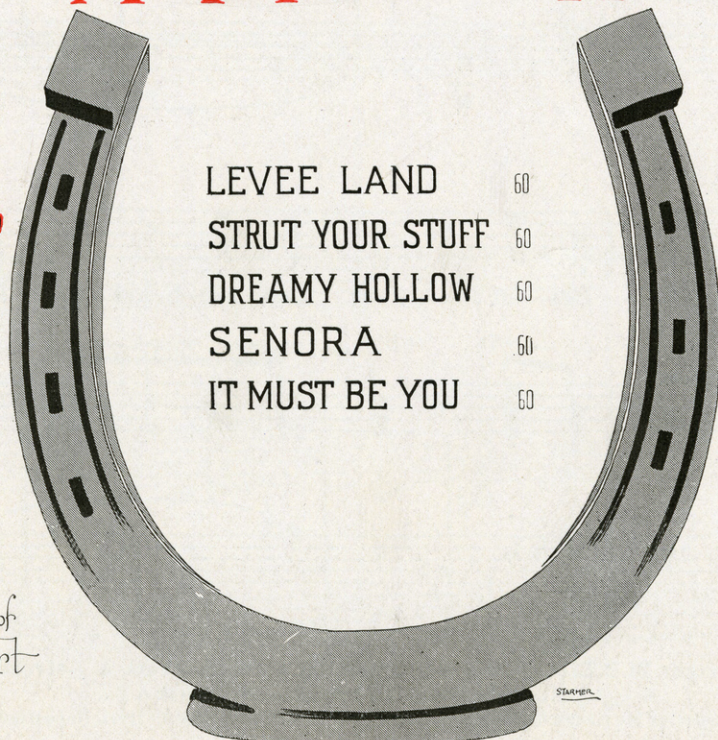 LEVEE LAND 60
STRUT YOUR STUFF 60
DREAMY HOLLOW 60
SENORA 60
IT MUST BE YOU 60
STARMER